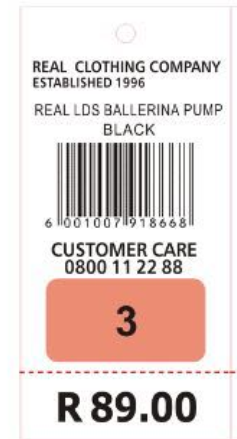 REAL CLOTHING COMPANY
ESTABLISHED 1996
REAL LDS BALLERINA PUMP
BLACK
6 001007 918668
CUSTOMER CARE
0800 11 22 88
3
R 89.00